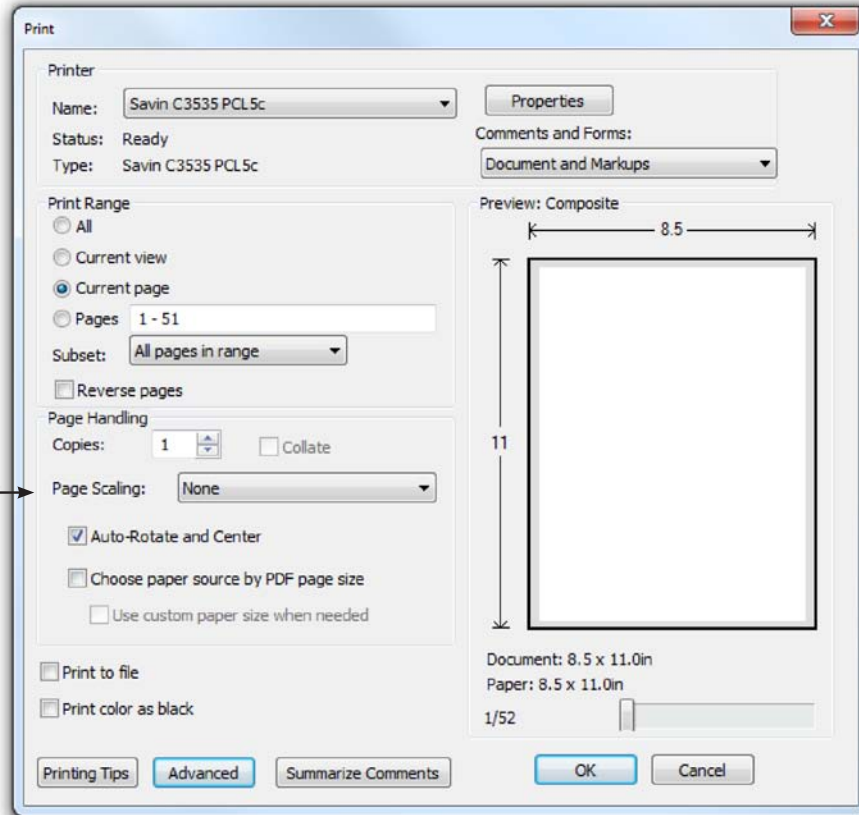 Print
Printer
Name: Savin C3535 PCL5c
Properties
Status: Ready
Comments and Forms:
Type: Savin C3535 PCL5c
Document and Markups
Print Range
All
Current view
Current page
Pages 1 - 51
Subset: All pages in range
Reverse pages
Page Handling
Copies: 1 Collate
Page Scaling: None
Auto-Rotate and Center
Choose paper source by PDF page size
Use custom paper size when needed
Print to file
Print color as black
Preview: Composite
8.5
11
Document: 8.5 x 11.0in
Paper: 8.5 x 11.0in
1/52
Printing Tips Advanced Summarize Comments OK Cancel